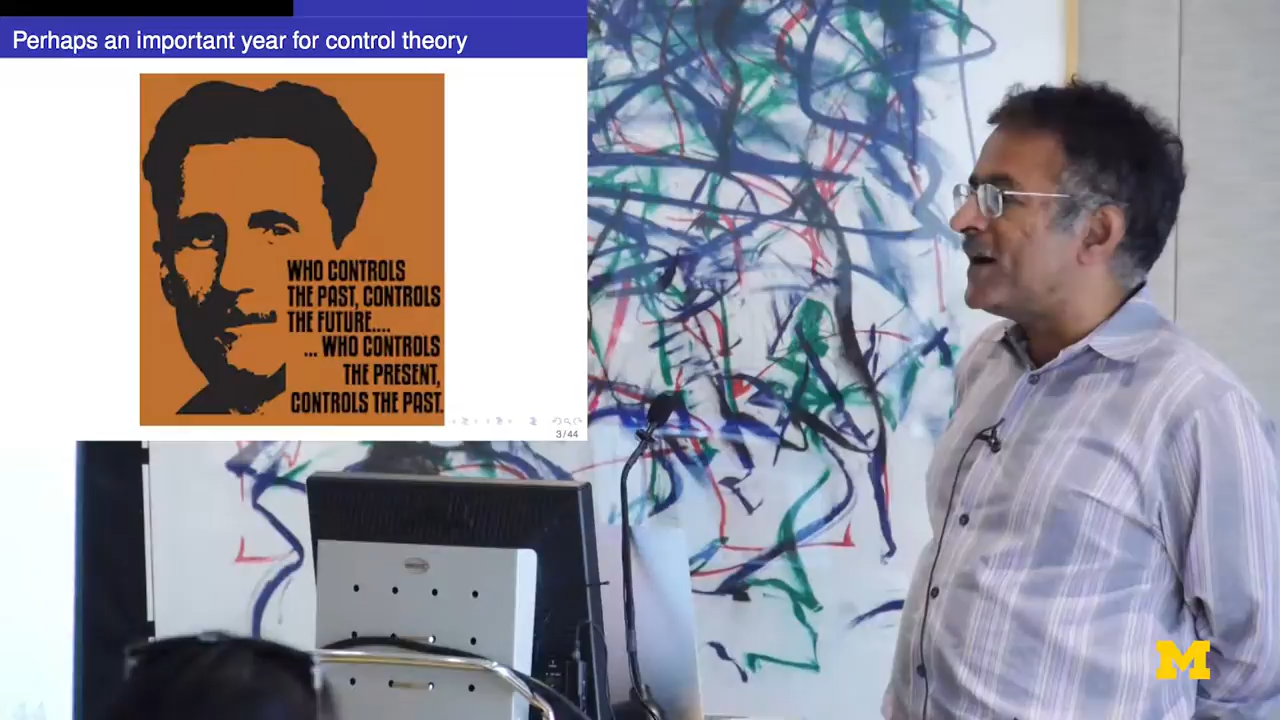 Perhaps an important year for control theory
WHO CONTROLS
THE PAST, CONTROLS
THE FUTURE....
... WHO CONTROLS
THE PRESENT,
CONTROLS THE PAST.
3/44
M